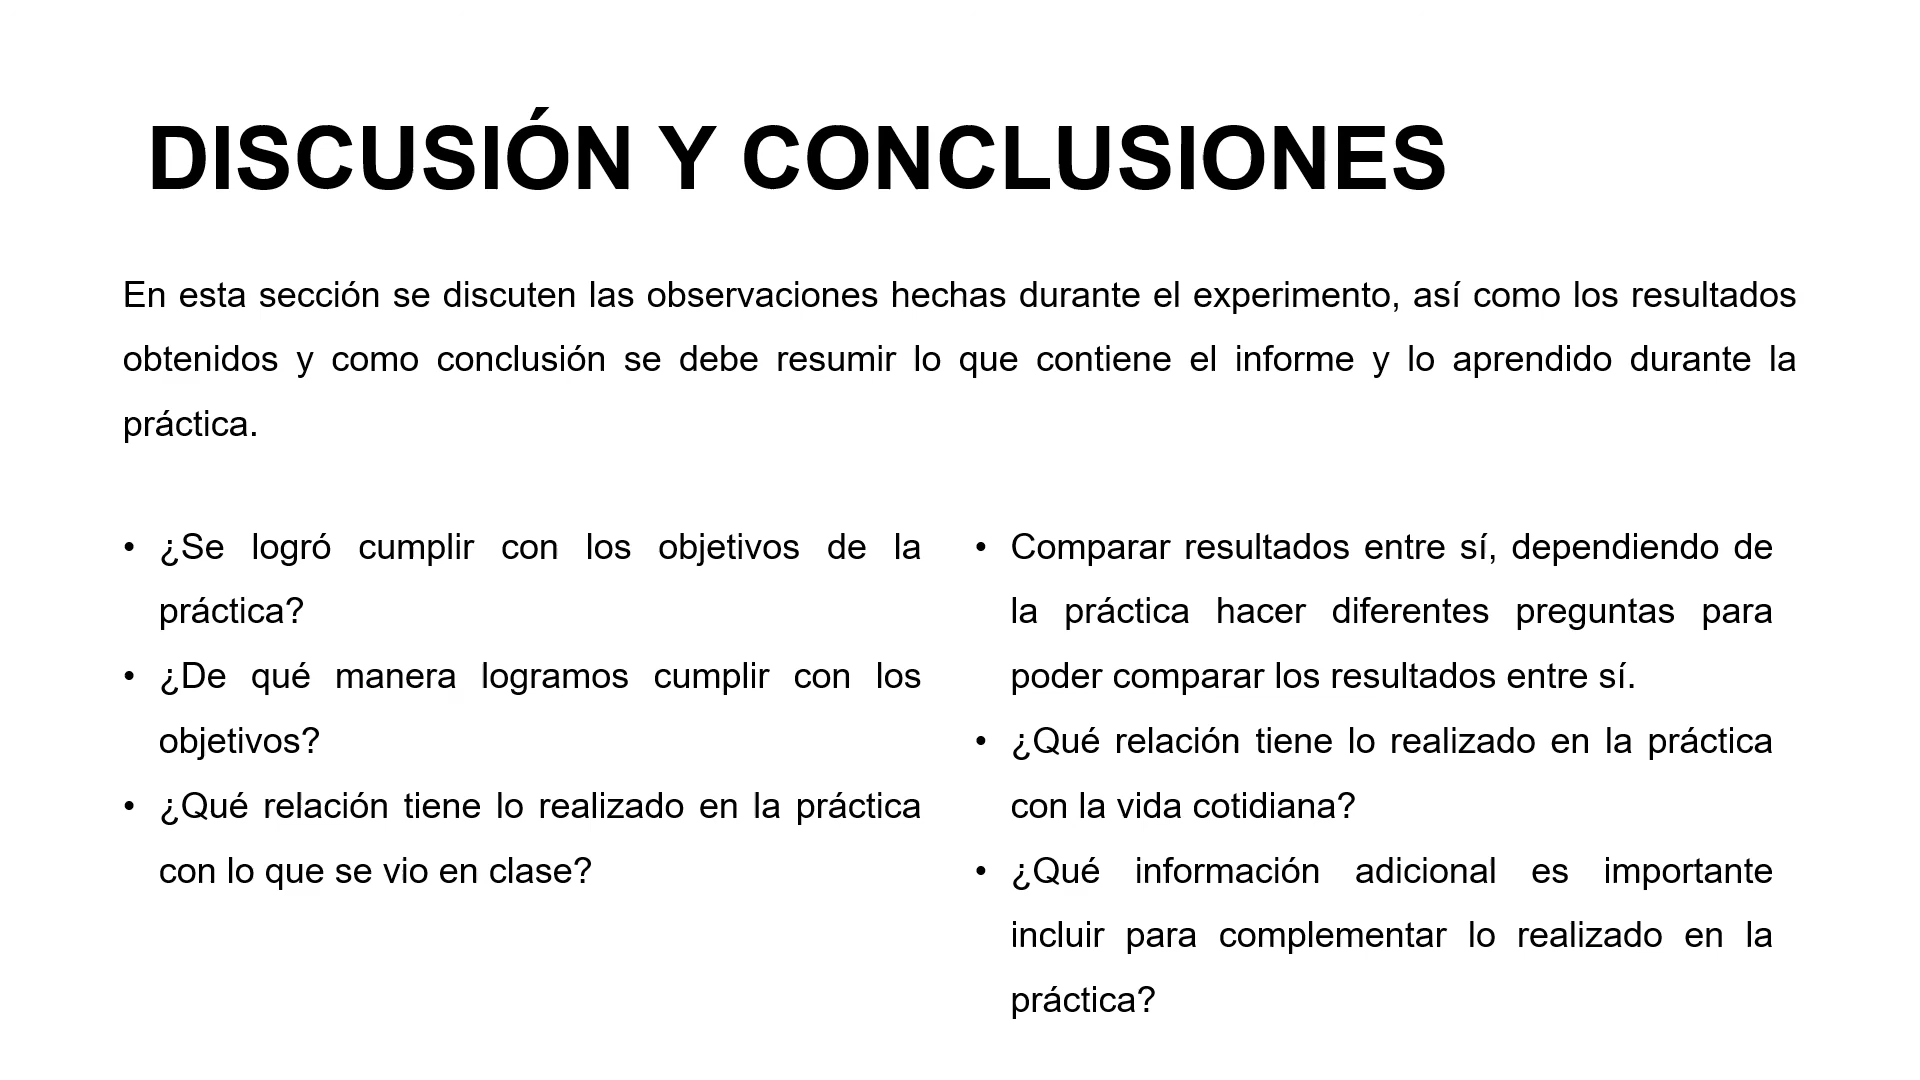 DISCUSIÓN Y CONCLUSIONES
En esta sección se discuten las observaciones hechas durante el experimento, así como los resultados
obtenidos y como conclusión se debe resumir lo que contiene el informe y lo aprendido durante la
práctica.
• ¿Se logró cumplir con los objetivos de la
práctica?
• ¿De qué manera logramos cumplir con los
objetivos?
• ¿Qué relación tiene lo realizado en la práctica
con lo que se vio en clase?
• Comparar resultados entre sí, dependiendo de
la práctica hacer diferentes preguntas para
poder comparar los resultados entre sí.
• ¿Qué relación tiene lo realizado en la práctica
con la vida cotidiana?
• ¿Qué información adicional es importante
incluir para complementar lo realizado en la
práctica?